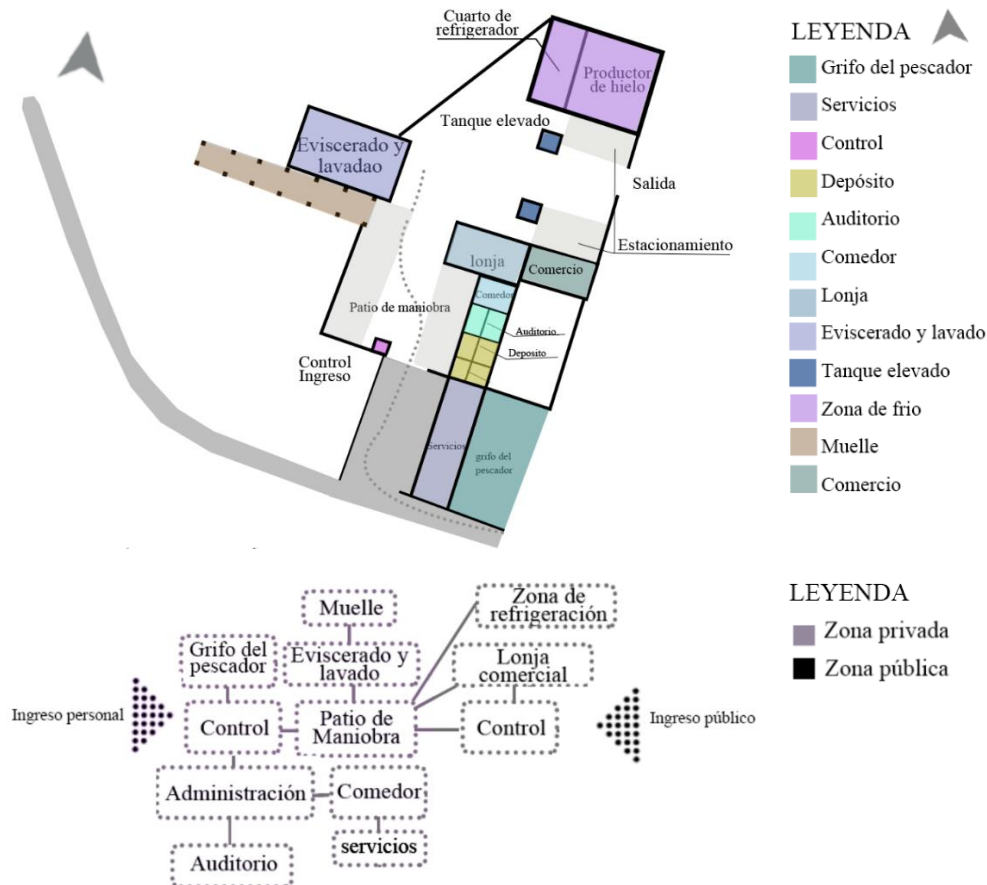 Cuarto de
refrigerador
Productor
de hielo
Tanque elevado
Eviscerado y
lavadao
Salida
Estacionamiento
lonja
Comercio
Comedor
Patio de maniobra
Auditorio
Deposito
Control
Ingreso
Servicios
grifo del
pescador
LEYENDA
Grifo del pescador
Servicios
Control
Depósito
Auditorio
Comedor
Lonja
Eviscerado y lavado
Tanque elevado
Zona de frio
Muelle
Comercio
Muelle
Zona de
refrigeración
Grifo del
pescador
Eviscerado y
lavado
Lonja
comercial
Ingreso personal
Control
Patio de
Maniobra
Control
Ingreso público
Administración
Comedor
Auditorio
servicios
LEYENDA
Zona privada
Zona pública